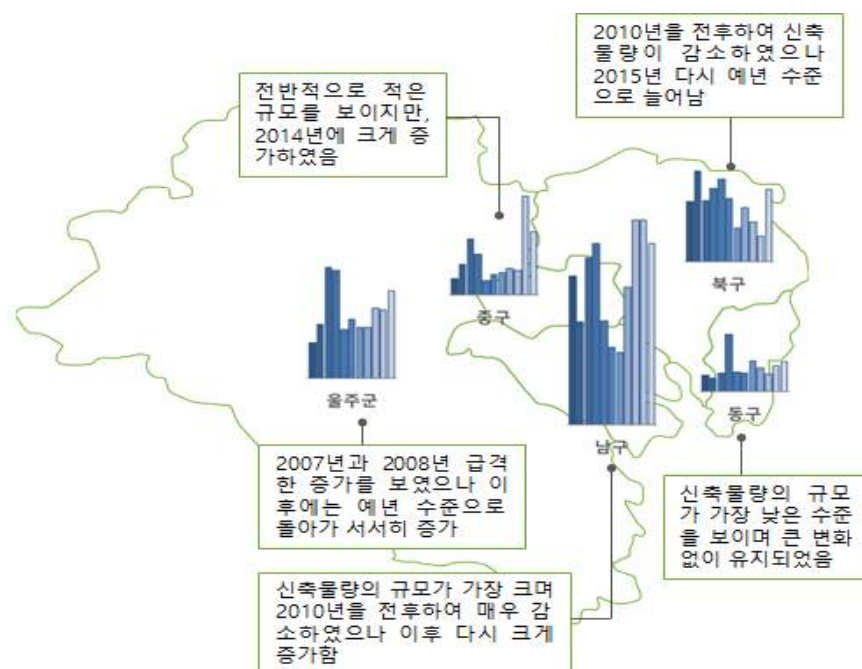 2010년을 전후하여 신축
물량이 감소하였으나
2015년 다시 예년 수준
으로 늘어남
전반적으로 적은
규모를 보이지만,
2014년에 크게 증
가하였음
북구
중구
울주군
동구
남구
2007년과 2008년 급격
한 증가를 보였으나 이
후에는 예년 수준으로
돌아가 서서히 증가
신축물량의 규모
가 가장 낮은 수준
을 보이며 큰 변화
없이 유지되었음
신축물량의 규모가 가장 크며
2010년을 전후하여 매우 감
소하였으나 이후 다시 크게
증가함